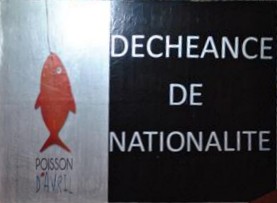 DECHEANCE
DE
NATIONALITE
POISSON
D'AVRIL